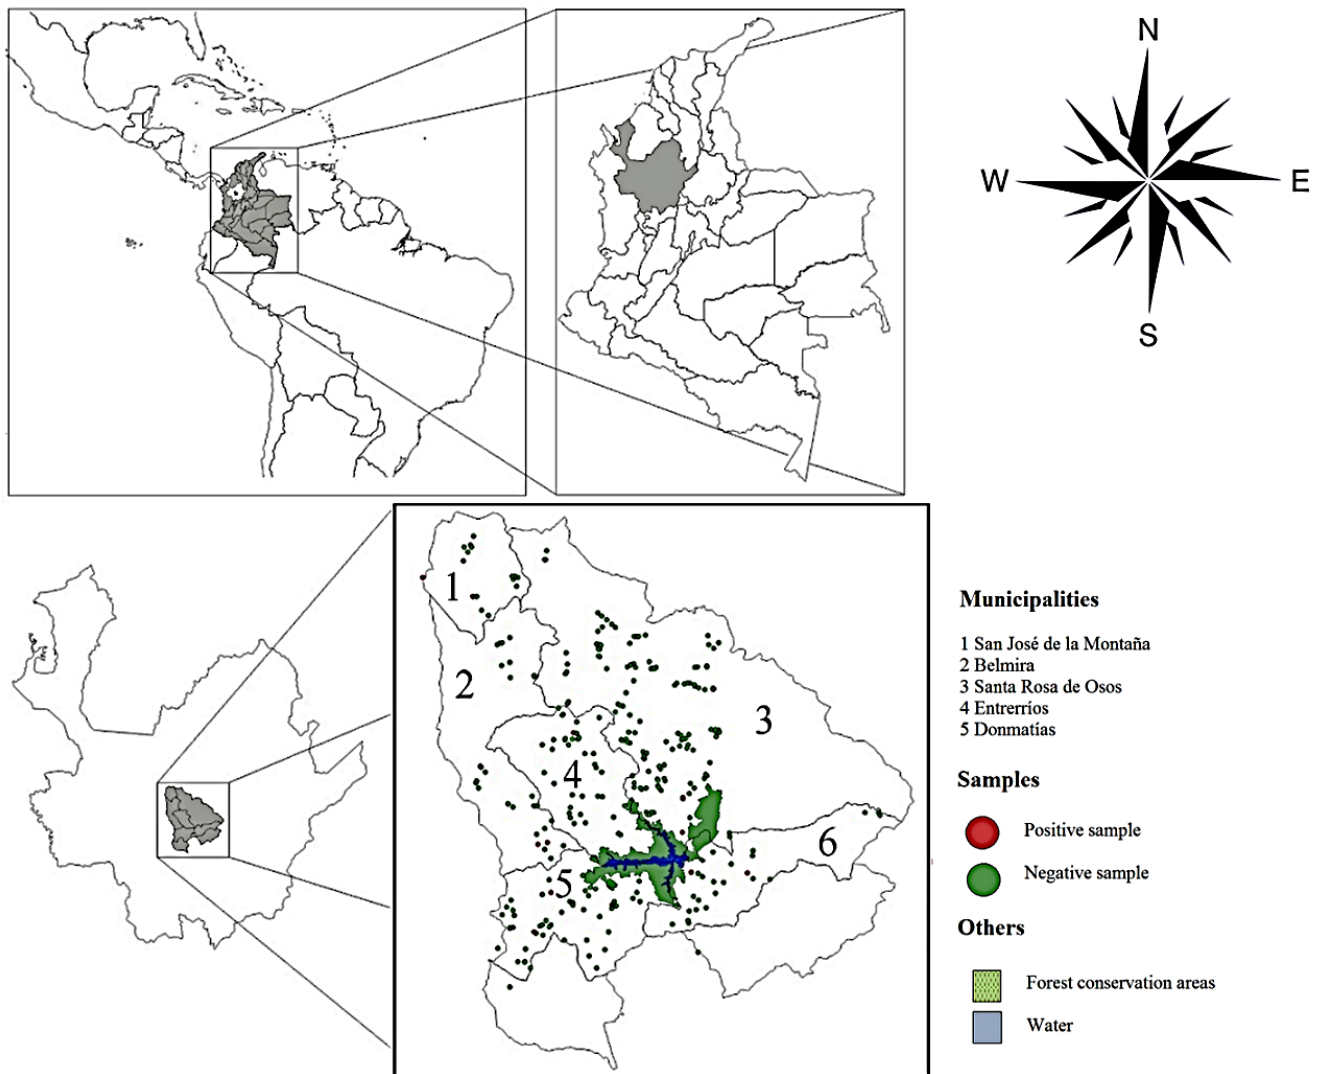 N
W
E
S
1
2
3
4
5
6
Municipalities
1 San José de la Montaña
2 Belmira
3 Santa Rosa de Osos
4 Entrerríos
5 Donmatías
Samples
Positive sample
Negative sample
Others
Forest conservation areas
Water